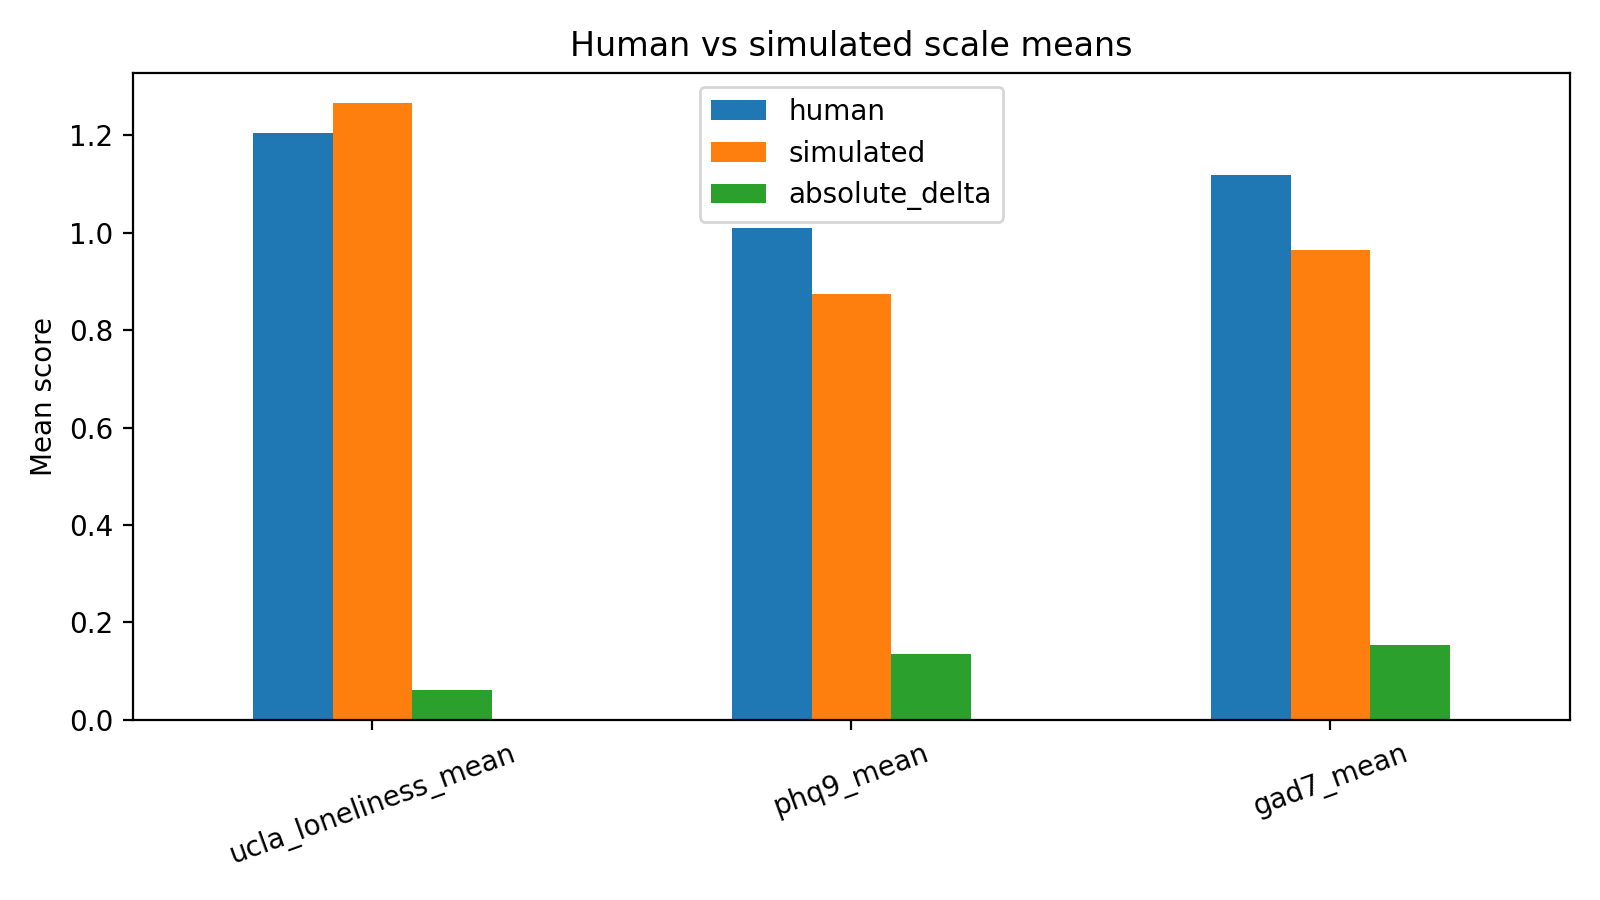 Human vs simulated scale means
human
simulated
absolute_delta
Mean score
1.2
1.0
0.8
0.6
0.4
0.2
0.0
ucla_loneliness_mean
phq9_mean
gad7_mean